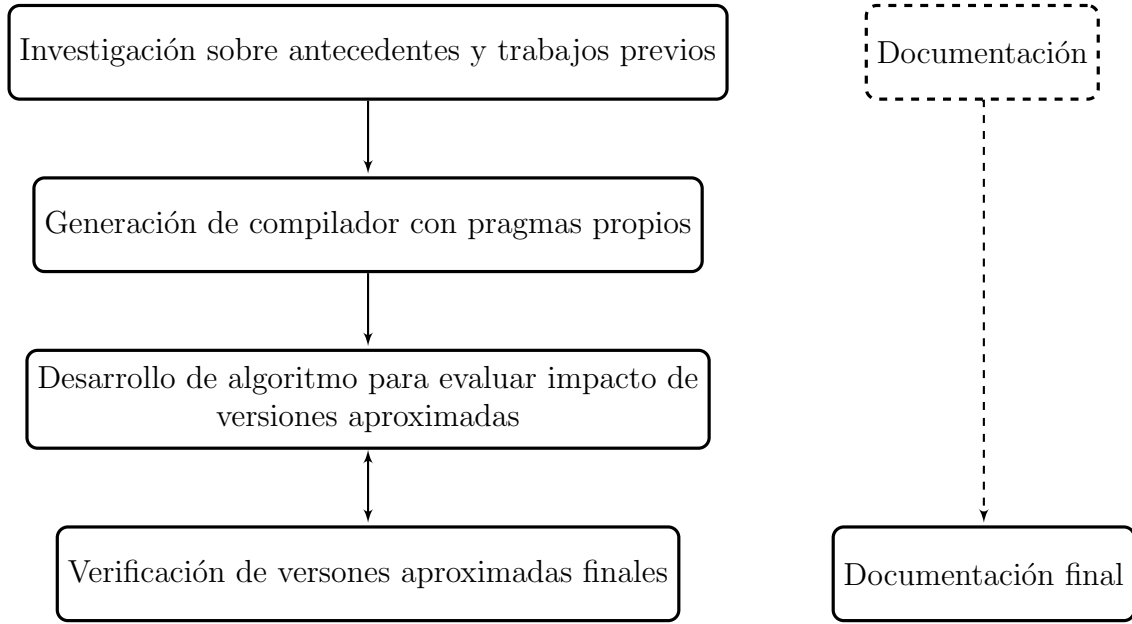 Investigación sobre antecedentes y trabajos previos
Documentación
Generación de compilador con pragmas propios
Desarrollo de algoritmo para evaluar impacto de
versiones aproximadas
Verificación de versones aproximadas finales
Documentación final